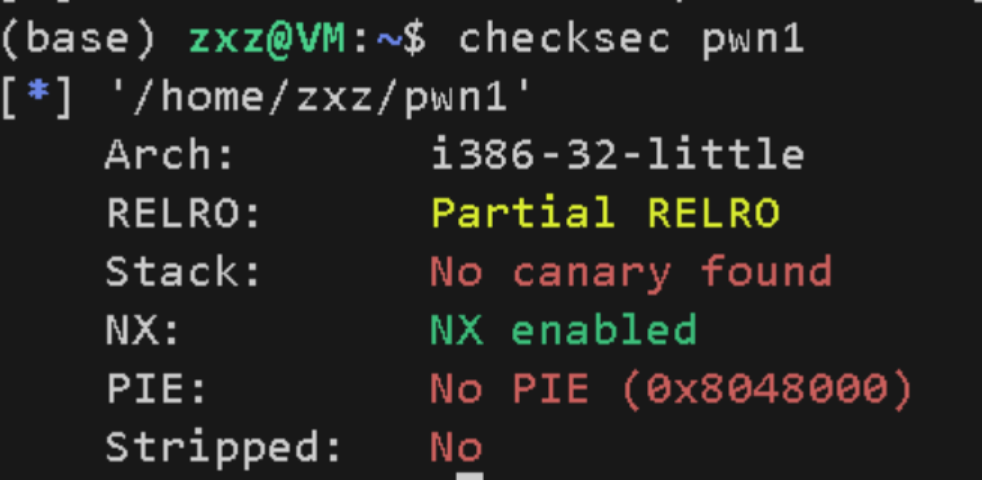 (base) zxz@VM:~$ checksec pwn1
[*] '/home/zxz/pwn1'
Arch: i386-32-little
RELRO: Partial RELRO
Stack: No canary found
NX: NX enabled
PIE: No PIE (0x8048000)
Stripped: No